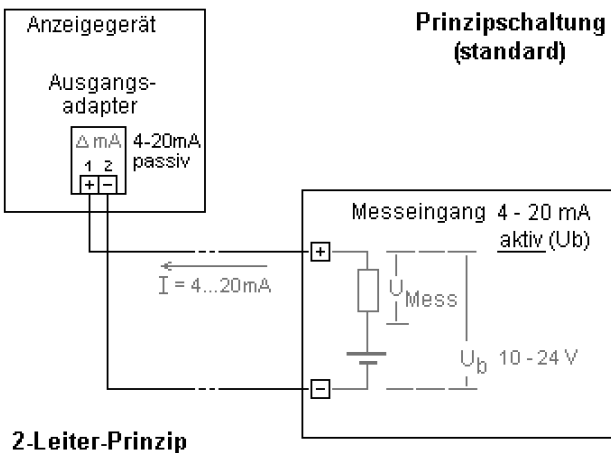 Anzeigegerät
Prinzipschaltung
(standard)
Ausgangs-
adapter
Δ mA
4-20mA
passiv
1 2
+ −
Messeingang 4 - 20 mA
aktiv (Ub)
+
I = 4...20mA
UMess
Ub 10 - 24 V
−
2-Leiter-Prinzip